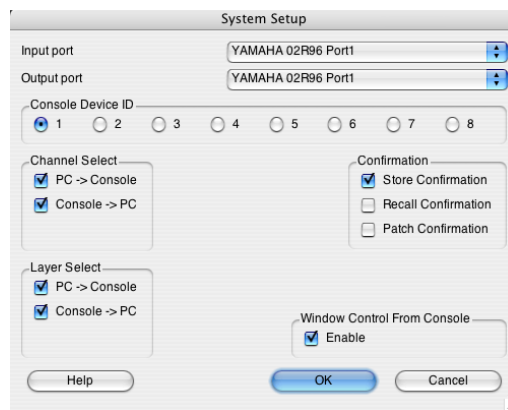 System Setup
Input port YAMAHA 02R96 Port1
Output port YAMAHA 02R96 Port1
Console Device ID
1 2 3 4 5 6 7 8
Channel Select
PC -> Console
Console -> PC
Confirmation
Store Confirmation
Recall Confirmation
Patch Confirmation
Layer Select
PC -> Console
Console -> PC
Window Control From Console
Enable
Help OK Cancel